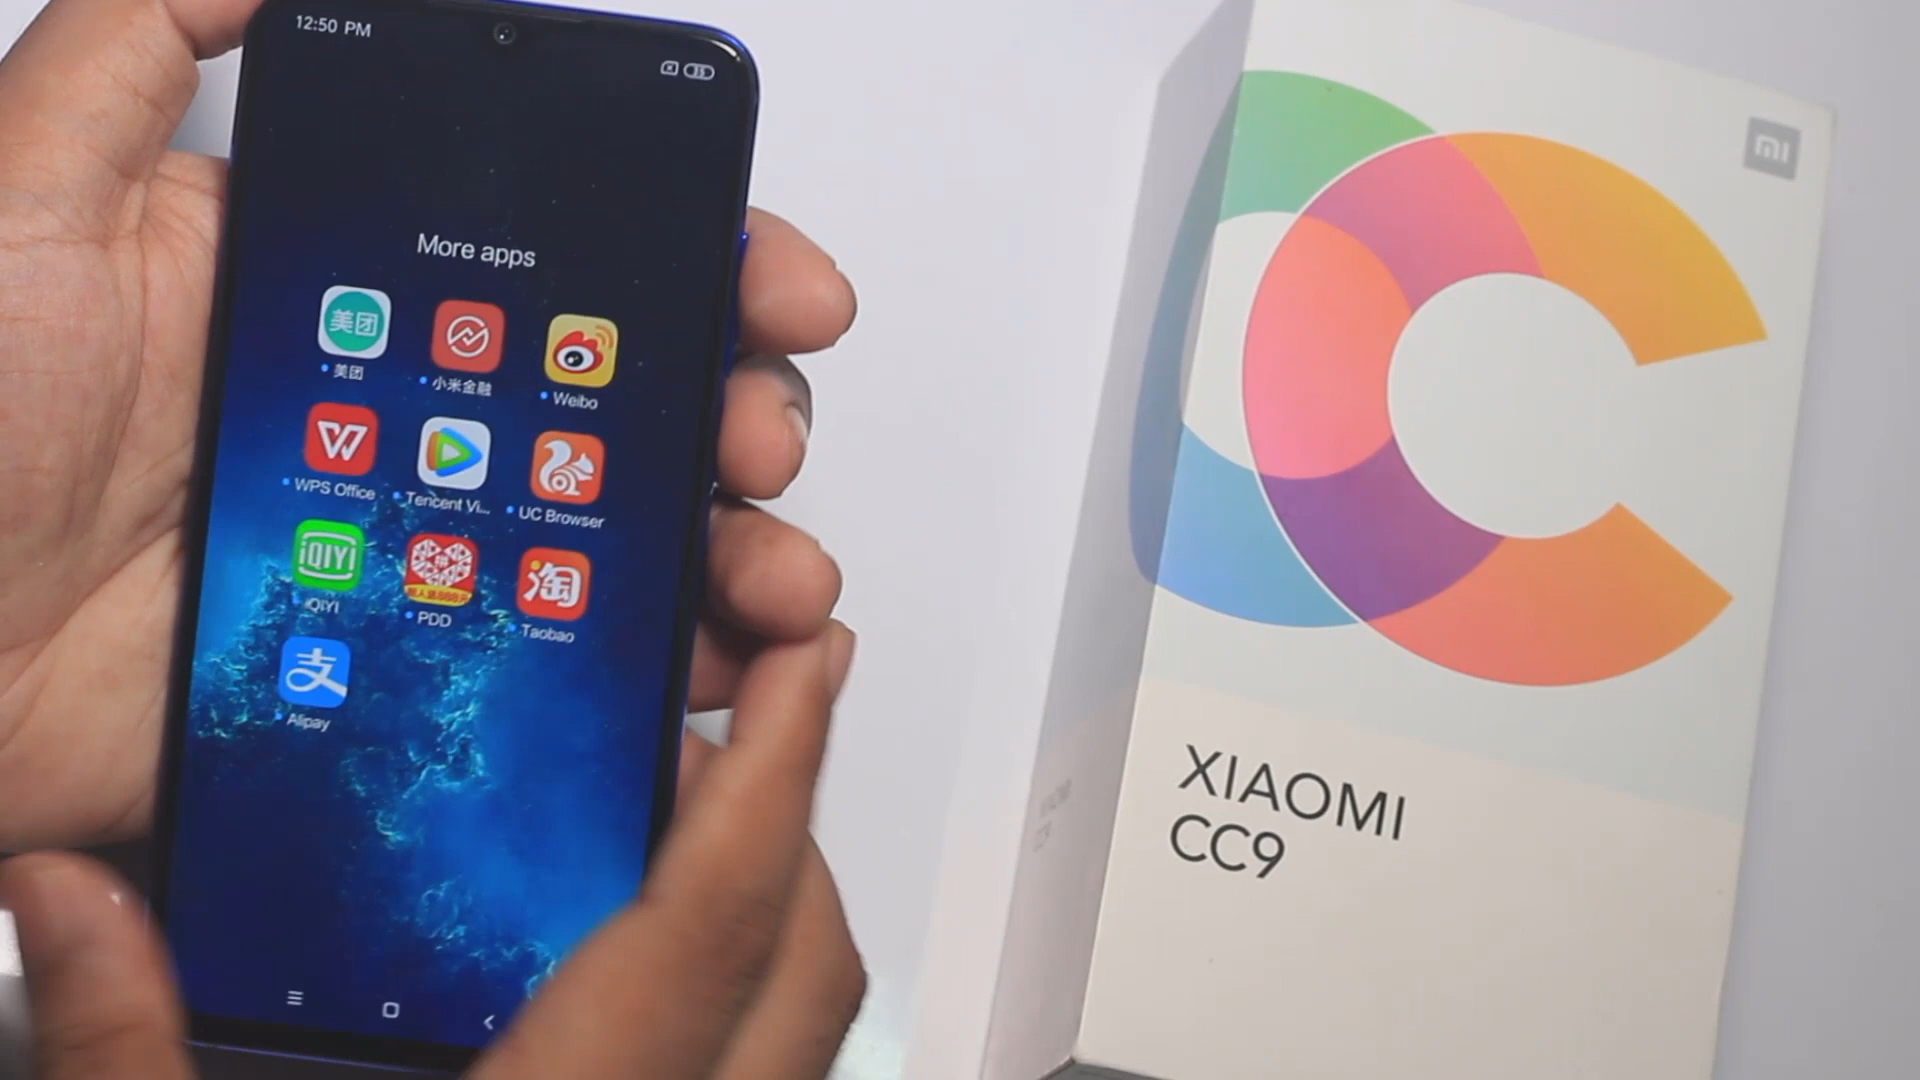 12:50 PM
35
More apps
美团
美团
小米金融
Weibo
WPS Office
Tencent Vi...
UC Browser
iQIYI
iQIYI
PDD
淘
Taobao
支
Alipay
mi
XIAOMI
CC9